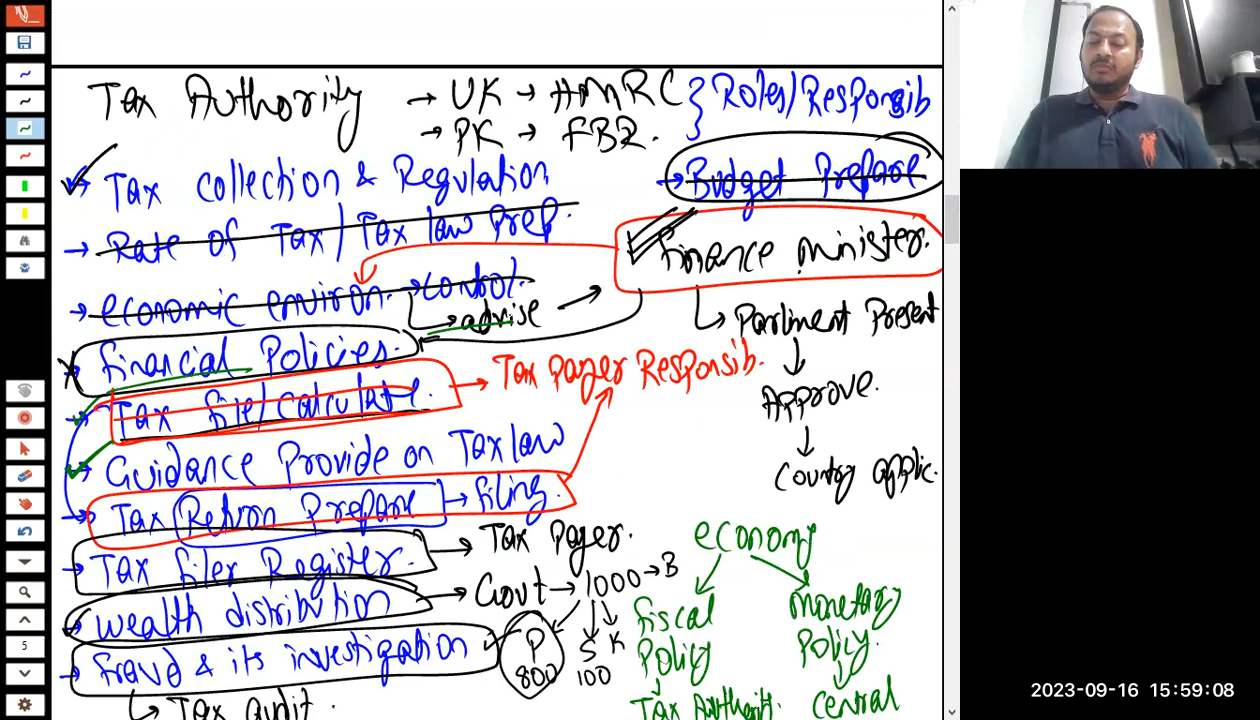 Tax Authority → UK → HMRC } Roles/Responsib
→ PK → FBR.
→ Tax collection & Regulation
→ Budget Prepare
→ Rate of Tax / Tax law Prep.
Finance minister.
→ economic environ. → control.
→ advise
→ Parliment Present
financial Policies.
→ Tax file/calculate. → Tax payer Responsib.
Approve.
→ Guidance Provide on Tax law
Country applic.
→ Tax Return Prepare → filing.
→ Tax filer Register. → Tax Payer.
economy
→ wealth distribution → Govt → 1000 → B
P S K
800 100
fiscal Policy
monetary Policy.
→ fraud & its investigation
→ Tax audit.
Tax Authorit.
central
5
2023-09-16 15:59:08